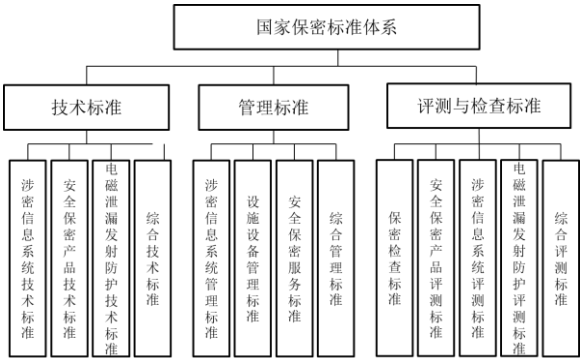 国家保密标准体系
技术标准
管理标准
评测与检查标准
涉密信息系统技术标准
安全保密产品技术标准
电磁泄漏发射防护技术标准
综合技术标准
涉密信息系统管理标准
设施设备管理标准
安全保密服务标准
综合管理标准
保密检查标准
安全保密产品评测标准
涉密信息系统评测标准
电磁泄漏发射防护评测标准
综合评测标准